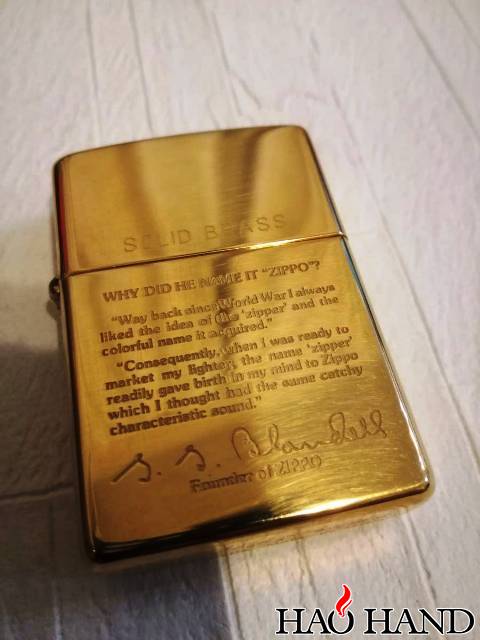 SOLID BRASS
WHY DID HE NAME IT "ZIPPO"?
"Way back since World War I always
liked the idea of the 'zipper' and the
colorful name it acquired."
"Consequently, when I was ready to
market my lighter, the name 'zipper'
readily gave birth in my mind to Zippo
which I thought had the same catchy
characteristic sound."
G. G. Blaisdell
Founder of ZIPPO
HAO HAND